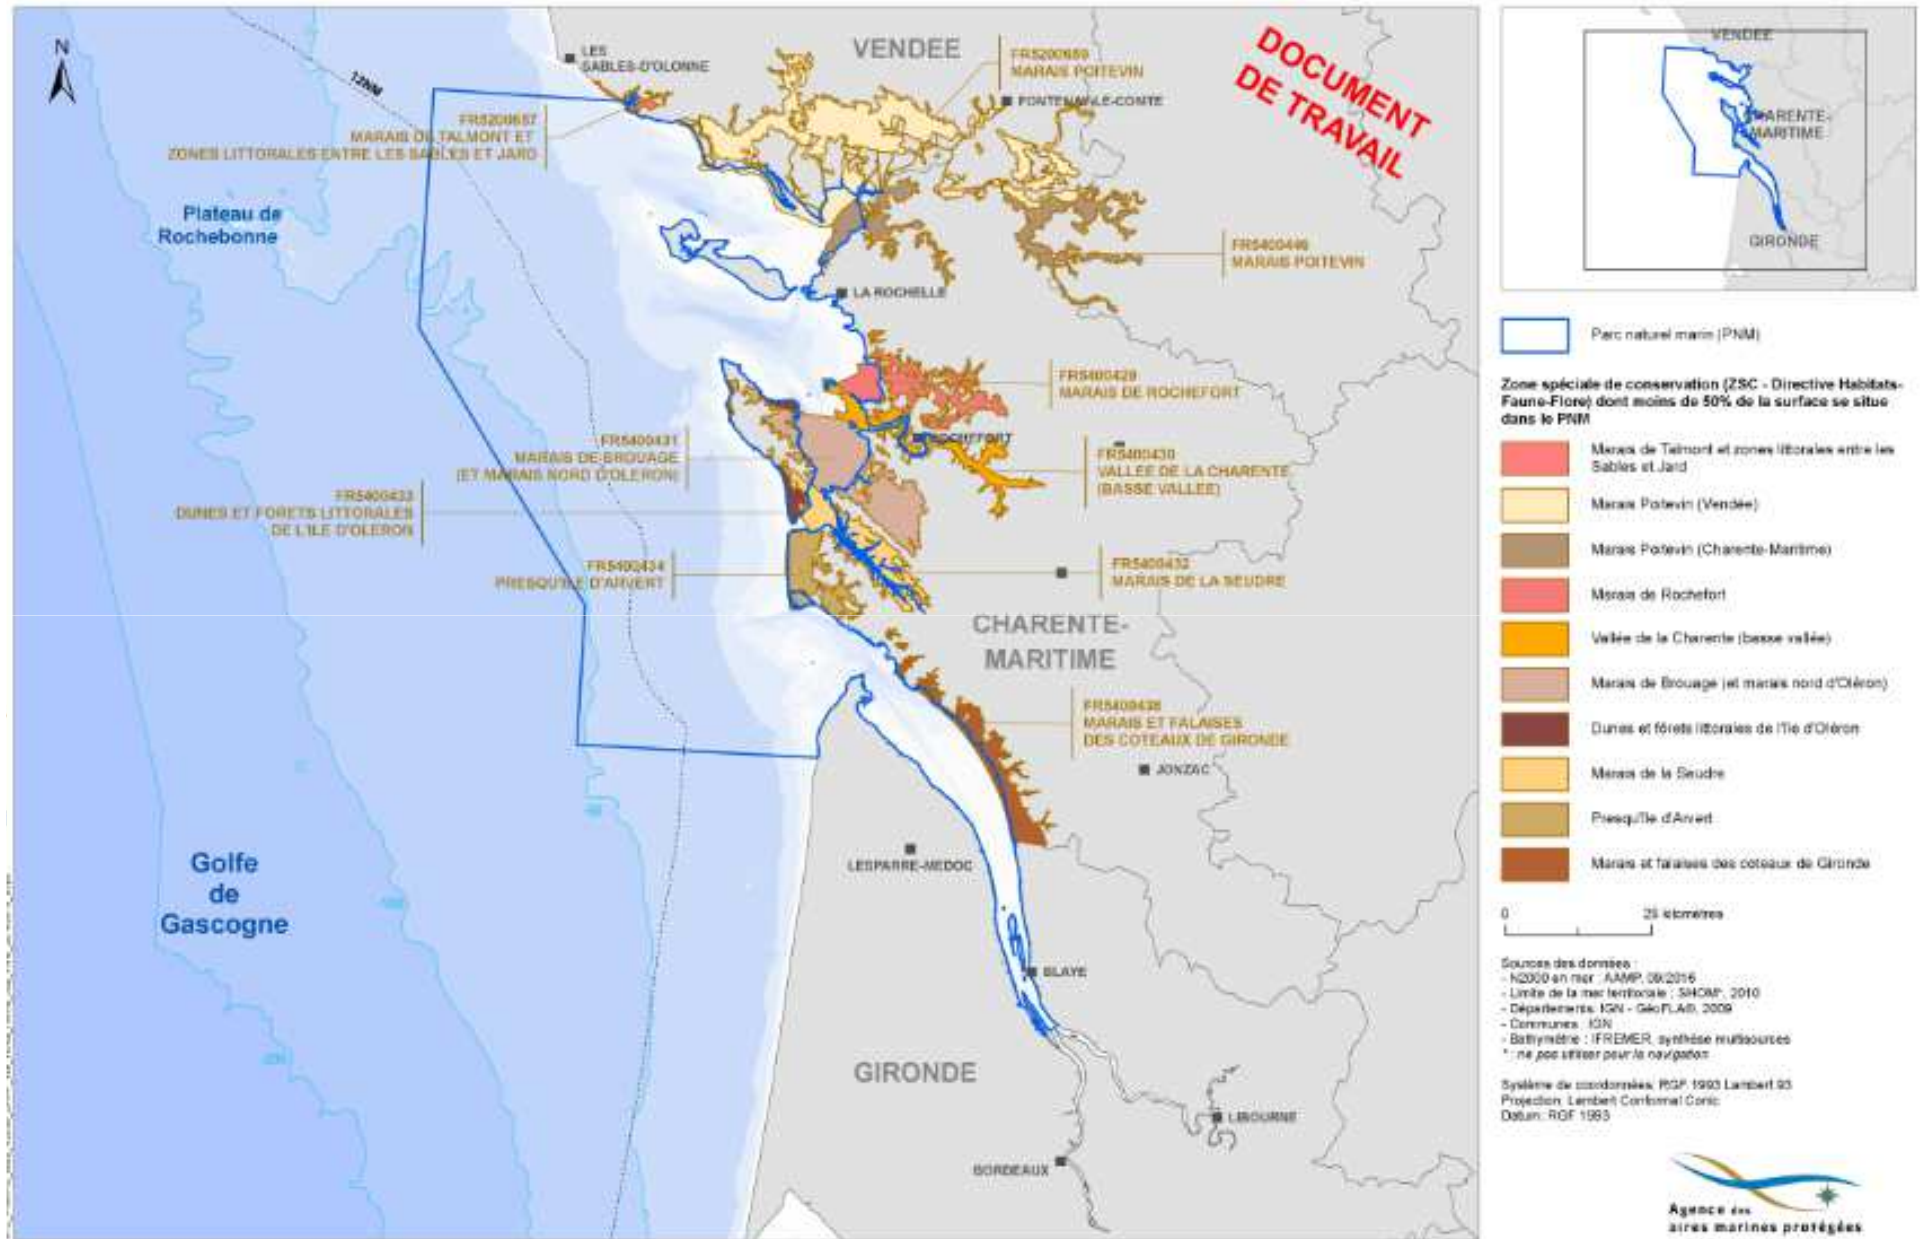 N
12NM
LES
SABLES-D'OLONNE
VENDEE
FR5200659
MARAIS POITEVIN
FONTENAY-LE-COMTE
DOCUMENT
DE TRAVAIL
FR5200657
MARAIS DE TALMONT ET
ZONES LITTORALES ENTRE LES SABLES ET JARD
Plateau de
Rochebonne
FR5400446
MARAIS POITEVIN
LA ROCHELLE
FR5400429
MARAIS DE ROCHEFORT
FR5400431
MARAIS DE BROUAGE
(ET MARAIS NORD D'OLERON)
ROCHEFORT
FR5400430
VALLEE DE LA CHARENTE
(BASSE VALLEE)
FR5400433
DUNES ET FORETS LITTORALES
DE L'ILE D'OLERON
FR5400434
PRESQU'ILE D'ARVERT
FR5400432
MARAIS DE LA SEUDRE
CHARENTE-
MARITIME
FR5400438
MARAIS ET FALAISES
DES COTEAUX DE GIRONDE
JONZAC
LESPARRE-MEDOC
Golfe
de
Gascogne
BLAYE
GIRONDE
LIBOURNE
BORDEAUX
VENDEE
CHARENTE-
MARITIME
GIRONDE
Parc naturel marin (PNM)
Zone spéciale de conservation (ZSC - Directive Habitats-
Faune-Flore) dont moins de 50% de la surface se situe
dans le PNM
Marais de Talmont et zones littorales entre les
Sables et Jard
Marais Poitevin (Vendée)
Marais Poitevin (Charente-Maritime)
Marais de Rochefort
Vallée de la Charente (basse vallée)
Marais de Brouage (et marais nord d'Oléron)
Dunes et fôrets littorales de l'île d'Oléron
Marais de la Seudre
Presqu'île d'Arvert
Marais et falaises des coteaux de Gironde
0 25 kilomètres
Sources des données :
- N2000 en mer : AAMP, 09/2016
- Limite de la mer territoriale : SHOM*, 2010
- Départements: IGN - GéoFLA®, 2009
- Communes : IGN
- Bathymétrie : IFREMER, synthèse multisources
* : ne pas utiliser pour la navigation
Système de coordonnées: RGF 1993 Lambert 93
Projection: Lambert Conformal Conic
Datum: RGF 1993
Agence des
aires marines protégées